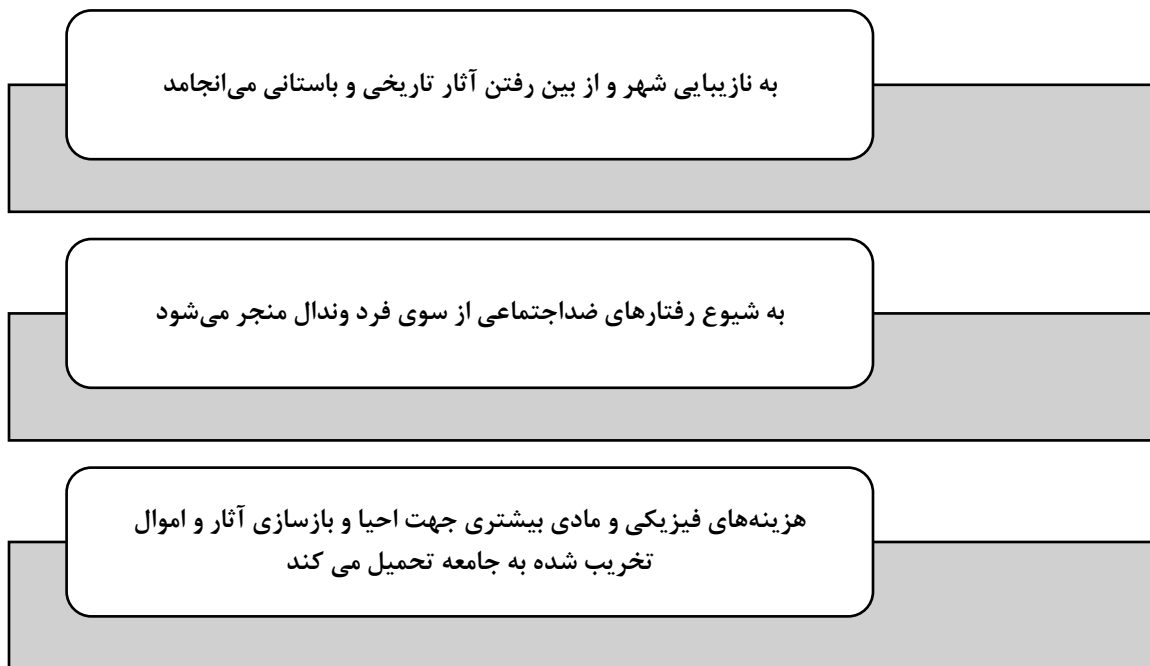 به نازیبایی شهر و از بین رفتن آثار تاریخی و باستانی می‌انجامد
به شیوع رفتارهای ضداجتماعی از سوی فرد وندال منجر می‌شود
هزینه‌های فیزیکی و مادی بیشتری جهت احیا و بازسازی آثار و اموال
تخریب شده به جامعه تحمیل می کند